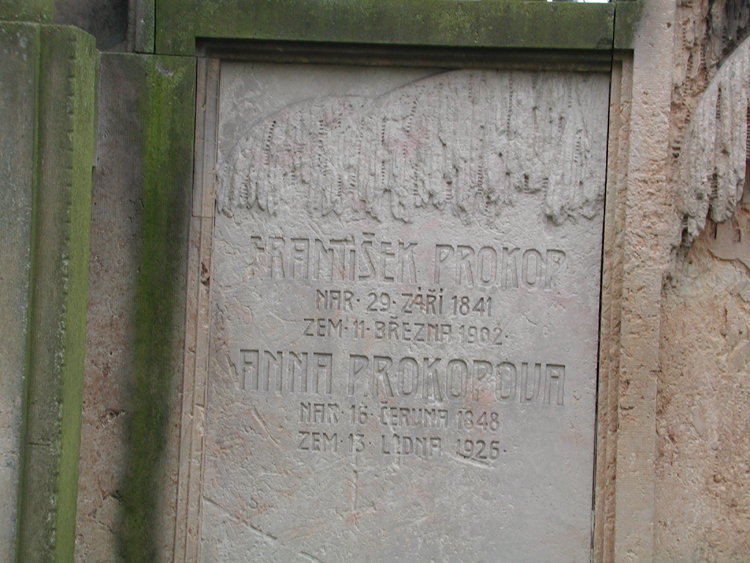 FRANTIŠEK PROKOP
NAR · 29 · ZÁŘÍ 1841
ZEM · 11 · BŘEZNA 1902 ·
ANNA PROKOPOVA
NAR · 16 · ČERVNA 1848
ZEM · 13 · LEDNA 1926 ·